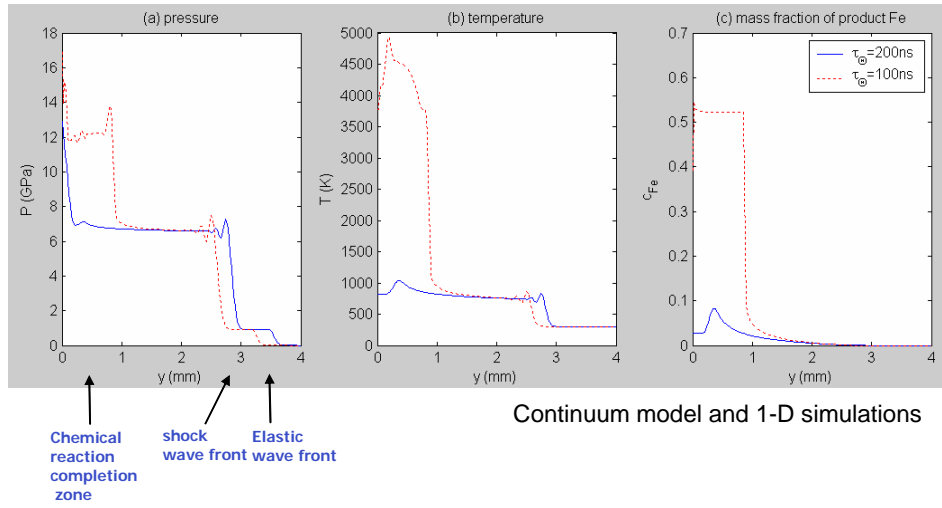 (a) pressure
18
16
14
12
10
8
6
4
2
0
P (GPa)
0 1 2 3 4
y (mm)
(b) temperature
5000
4500
4000
3500
3000
2500
2000
1500
1000
500
0
T (K)
0 1 2 3 4
y (mm)
(c) mass fraction of product Fe
0.7
0.6
0.5
0.4
0.3
0.2
0.1
0
cFe
τΘ=200ns
τΘ=100ns
0 1 2 3 4
y (mm)
Chemical
reaction
completion
zone
shock
wave front
Elastic
wave front
Continuum model and 1-D simulations